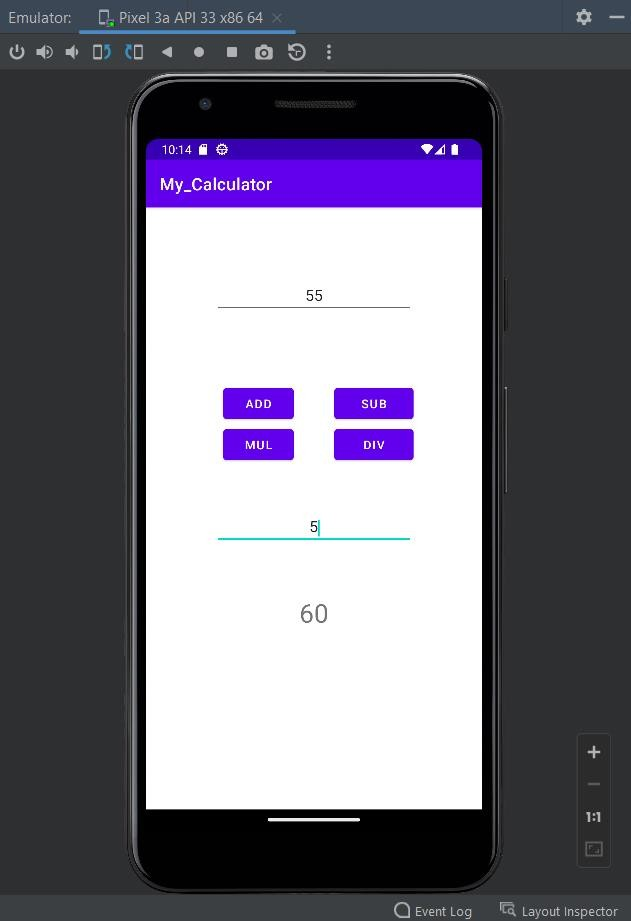 Emulator: Pixel 3a API 33 x86 64
10:14
My_Calculator
55
ADD SUB
MUL DIV
5
60
1:1
Event Log Layout Inspector